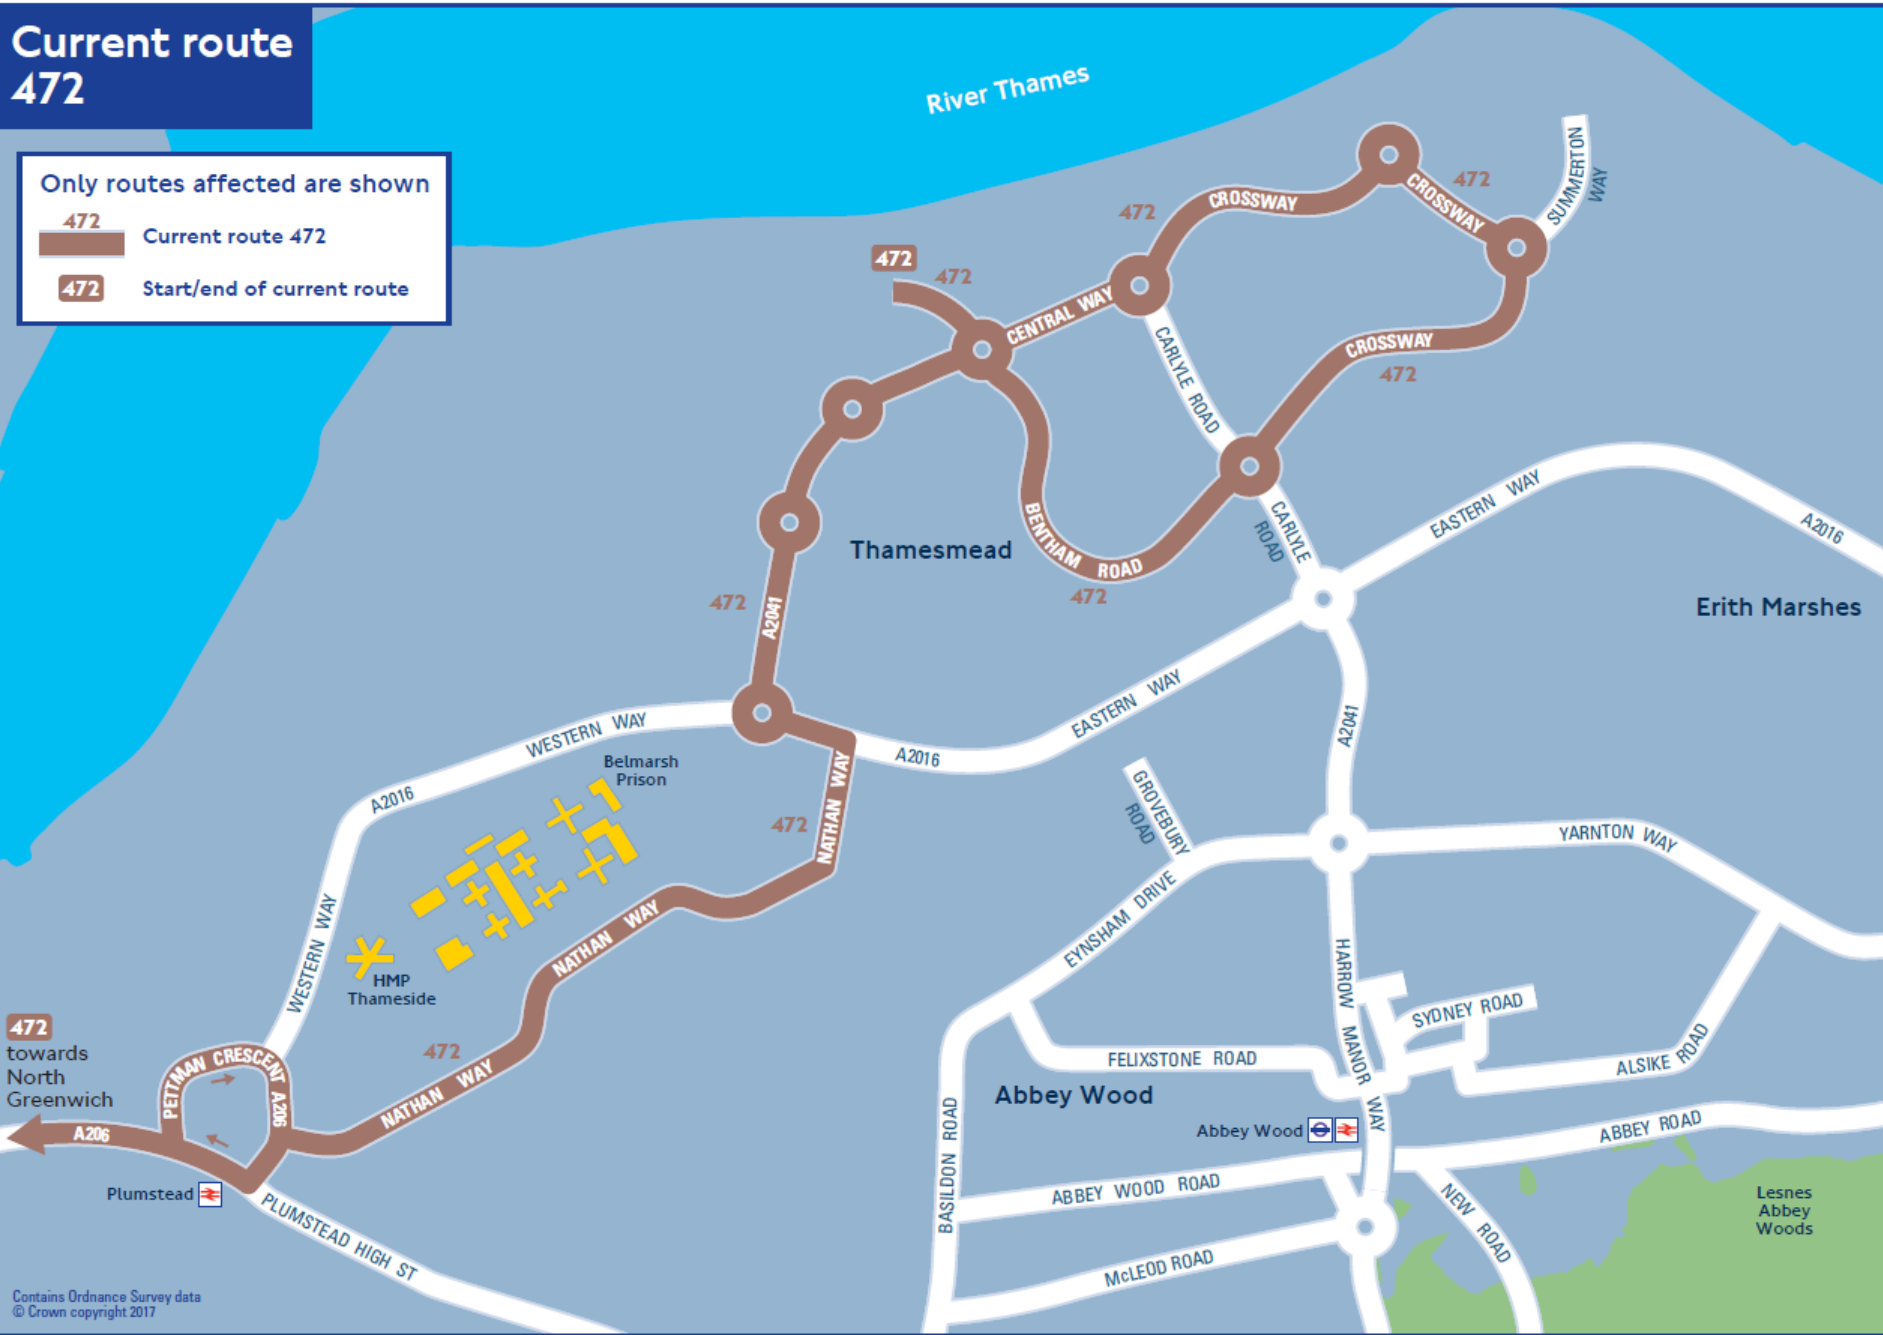 Current route
472
Only routes affected are shown
472
Current route 472
472
Start/end of current route
River Thames
SUMMERTON
WAY
472
CROSSWAY
472
CROSSWAY
472
472
CENTRAL WAY
CARLYLE ROAD
CROSSWAY
472
EASTERN WAY
A2016
BENTHAM ROAD
472
CARLYLE
ROAD
Thamesmead
Erith Marshes
472
A2041
EASTERN WAY
A2041
WESTERN WAY
A2016
A2016
Belmarsh
Prison
NATHAN WAY
472
GROVEBURY
ROAD
YARNTON WAY
EYNSHAM DRIVE
WESTERN WAY
NATHAN WAY
HMP
Thameside
HARROW MANOR WAY
SYDNEY ROAD
472
towards
North
Greenwich
PETTMAN CRESCENT
A206
472
NATHAN WAY
FELIXSTONE ROAD
ALSIKE ROAD
Abbey Wood
A206
Abbey Wood
ABBEY ROAD
BASILDON ROAD
ABBEY WOOD ROAD
Plumstead
PLUMSTEAD HIGH ST
NEW ROAD
Lesnes
Abbey
Woods
McLEOD ROAD
Contains Ordnance Survey data
© Crown copyright 2017